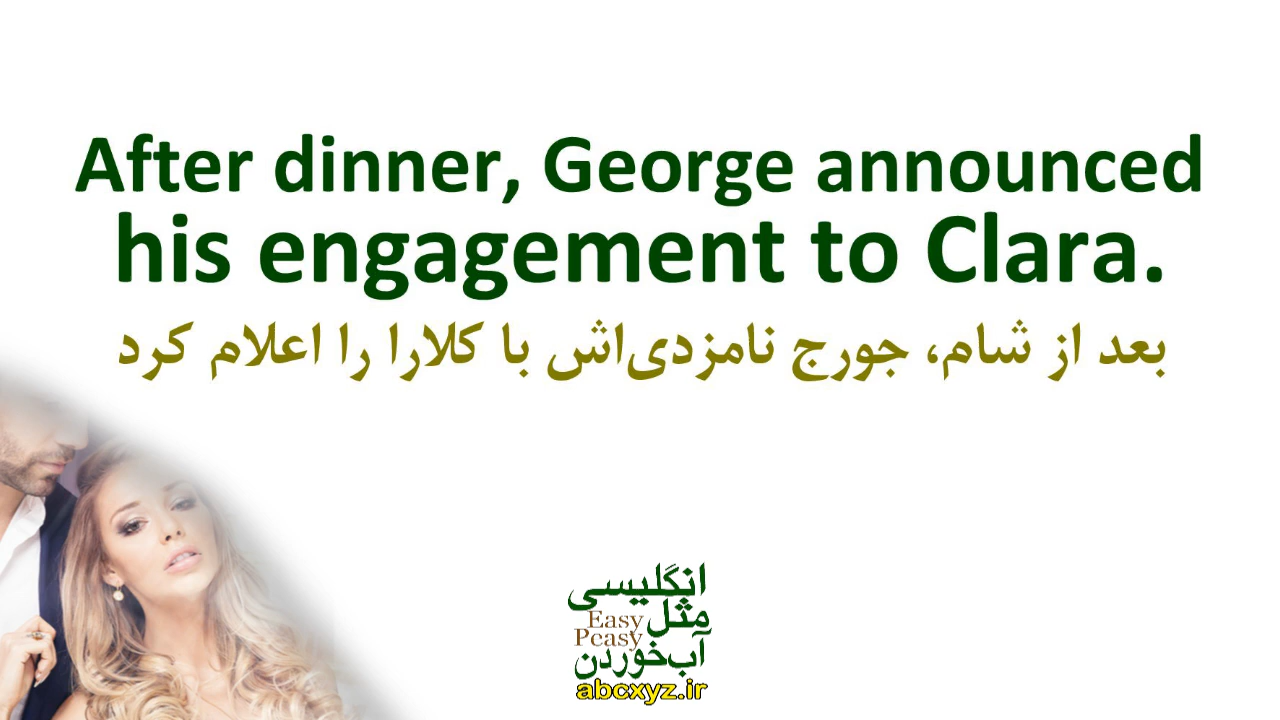 After dinner, George announced
his engagement to Clara.
بعد از شام، جورج نامزدی‌اش با کلارا را اعلام کرد
انگلیسی
مثل
Easy
Peasy
آب‌خوردن
abcxyz.ir